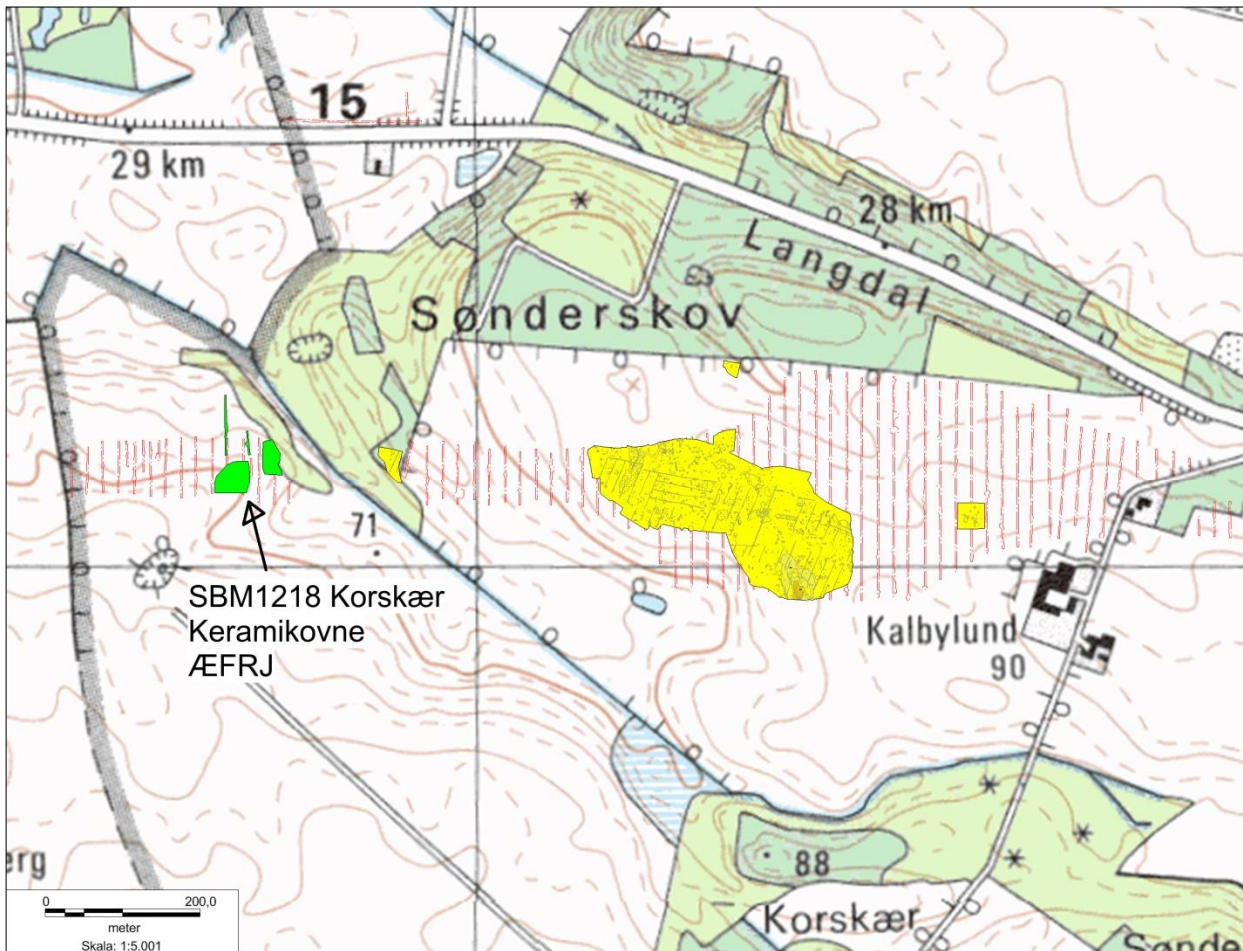 15
29 km
28 km
Langdal
Sønderskov
71
SBM1218 Korskær
Keramikovne
ÆFRJ
Kalbylund
90
88
Korskær
erg
0 200,0
meter
Skala: 1:5.001